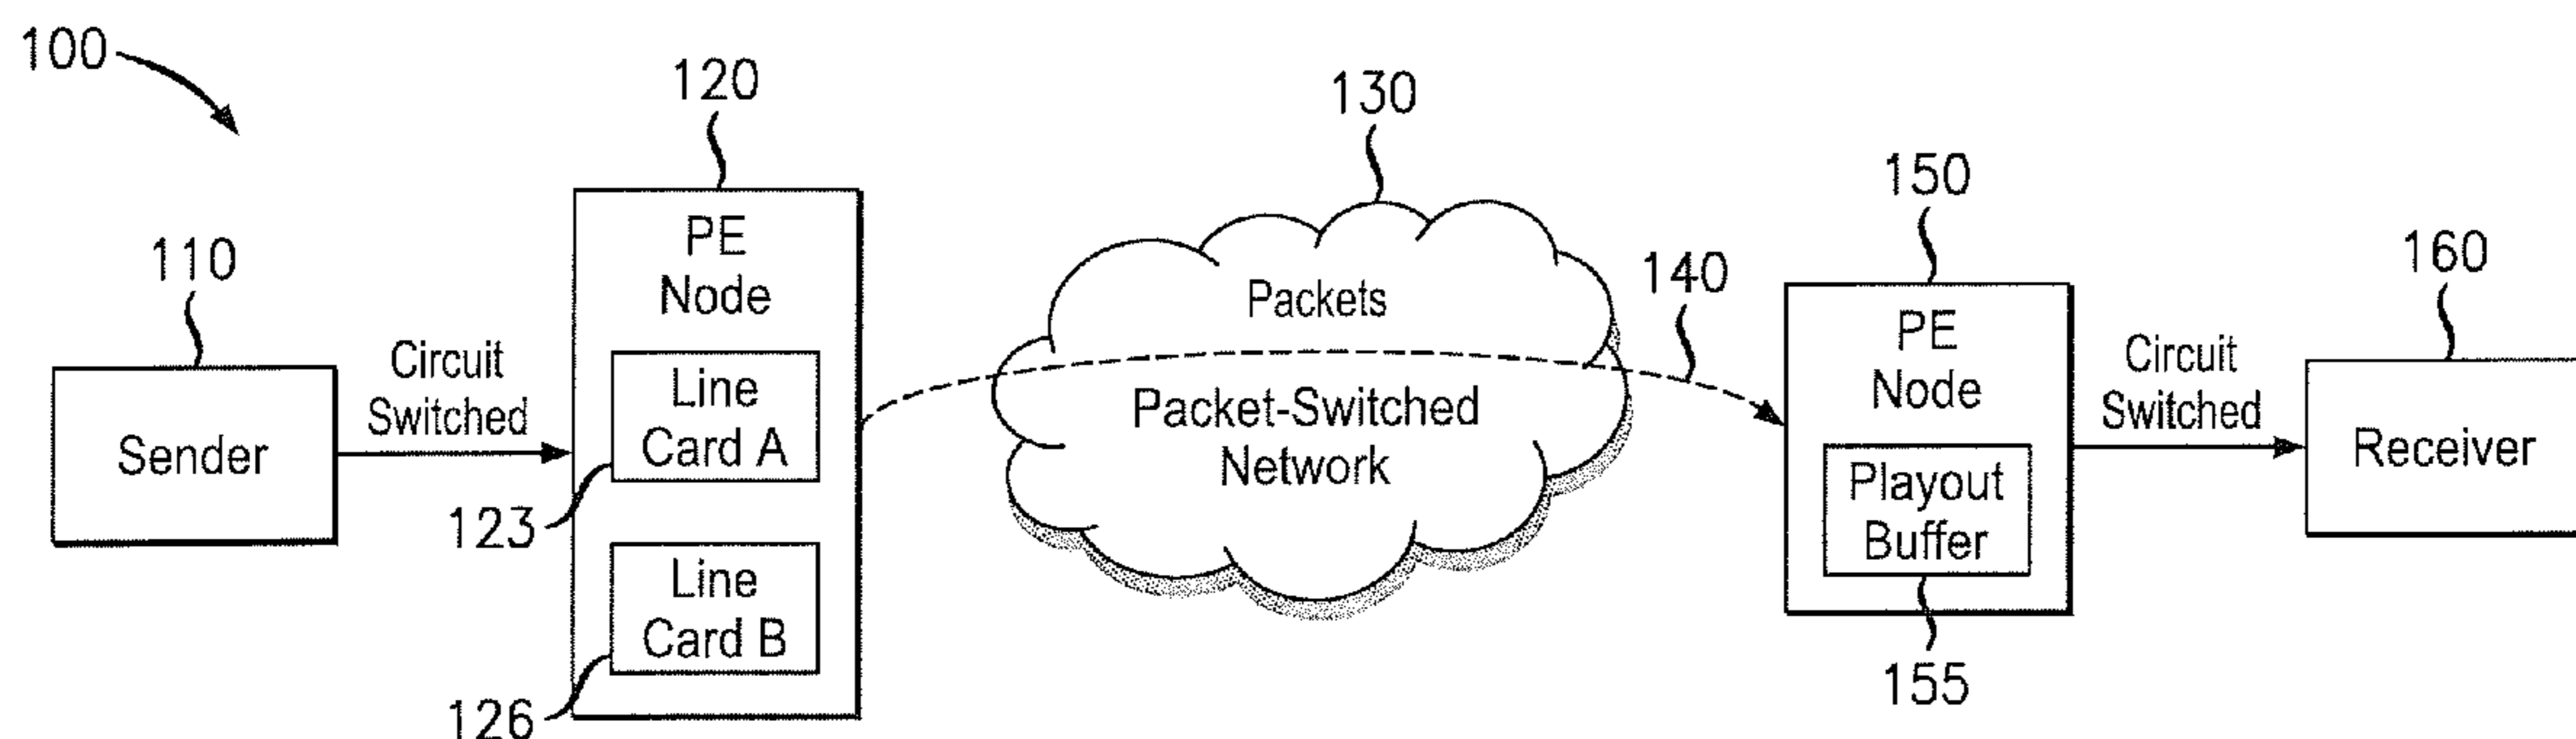 100
110
Sender
Circuit
Switched
120
PE
Node
Line
Card A
123
Line
Card B
126
130
Packets
Packet-Switched
Network
140
150
PE
Node
Playout
Buffer
155
Circuit
Switched
160
Receiver